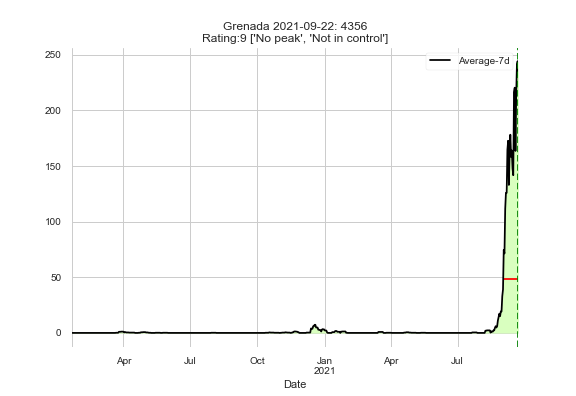 Grenada 2021-09-22: 4356
Rating:9 ['No peak', 'Not in control']
Average-7d
250
200
150
100
50
0
Apr Jul Oct Jan Apr Jul
2021
Date